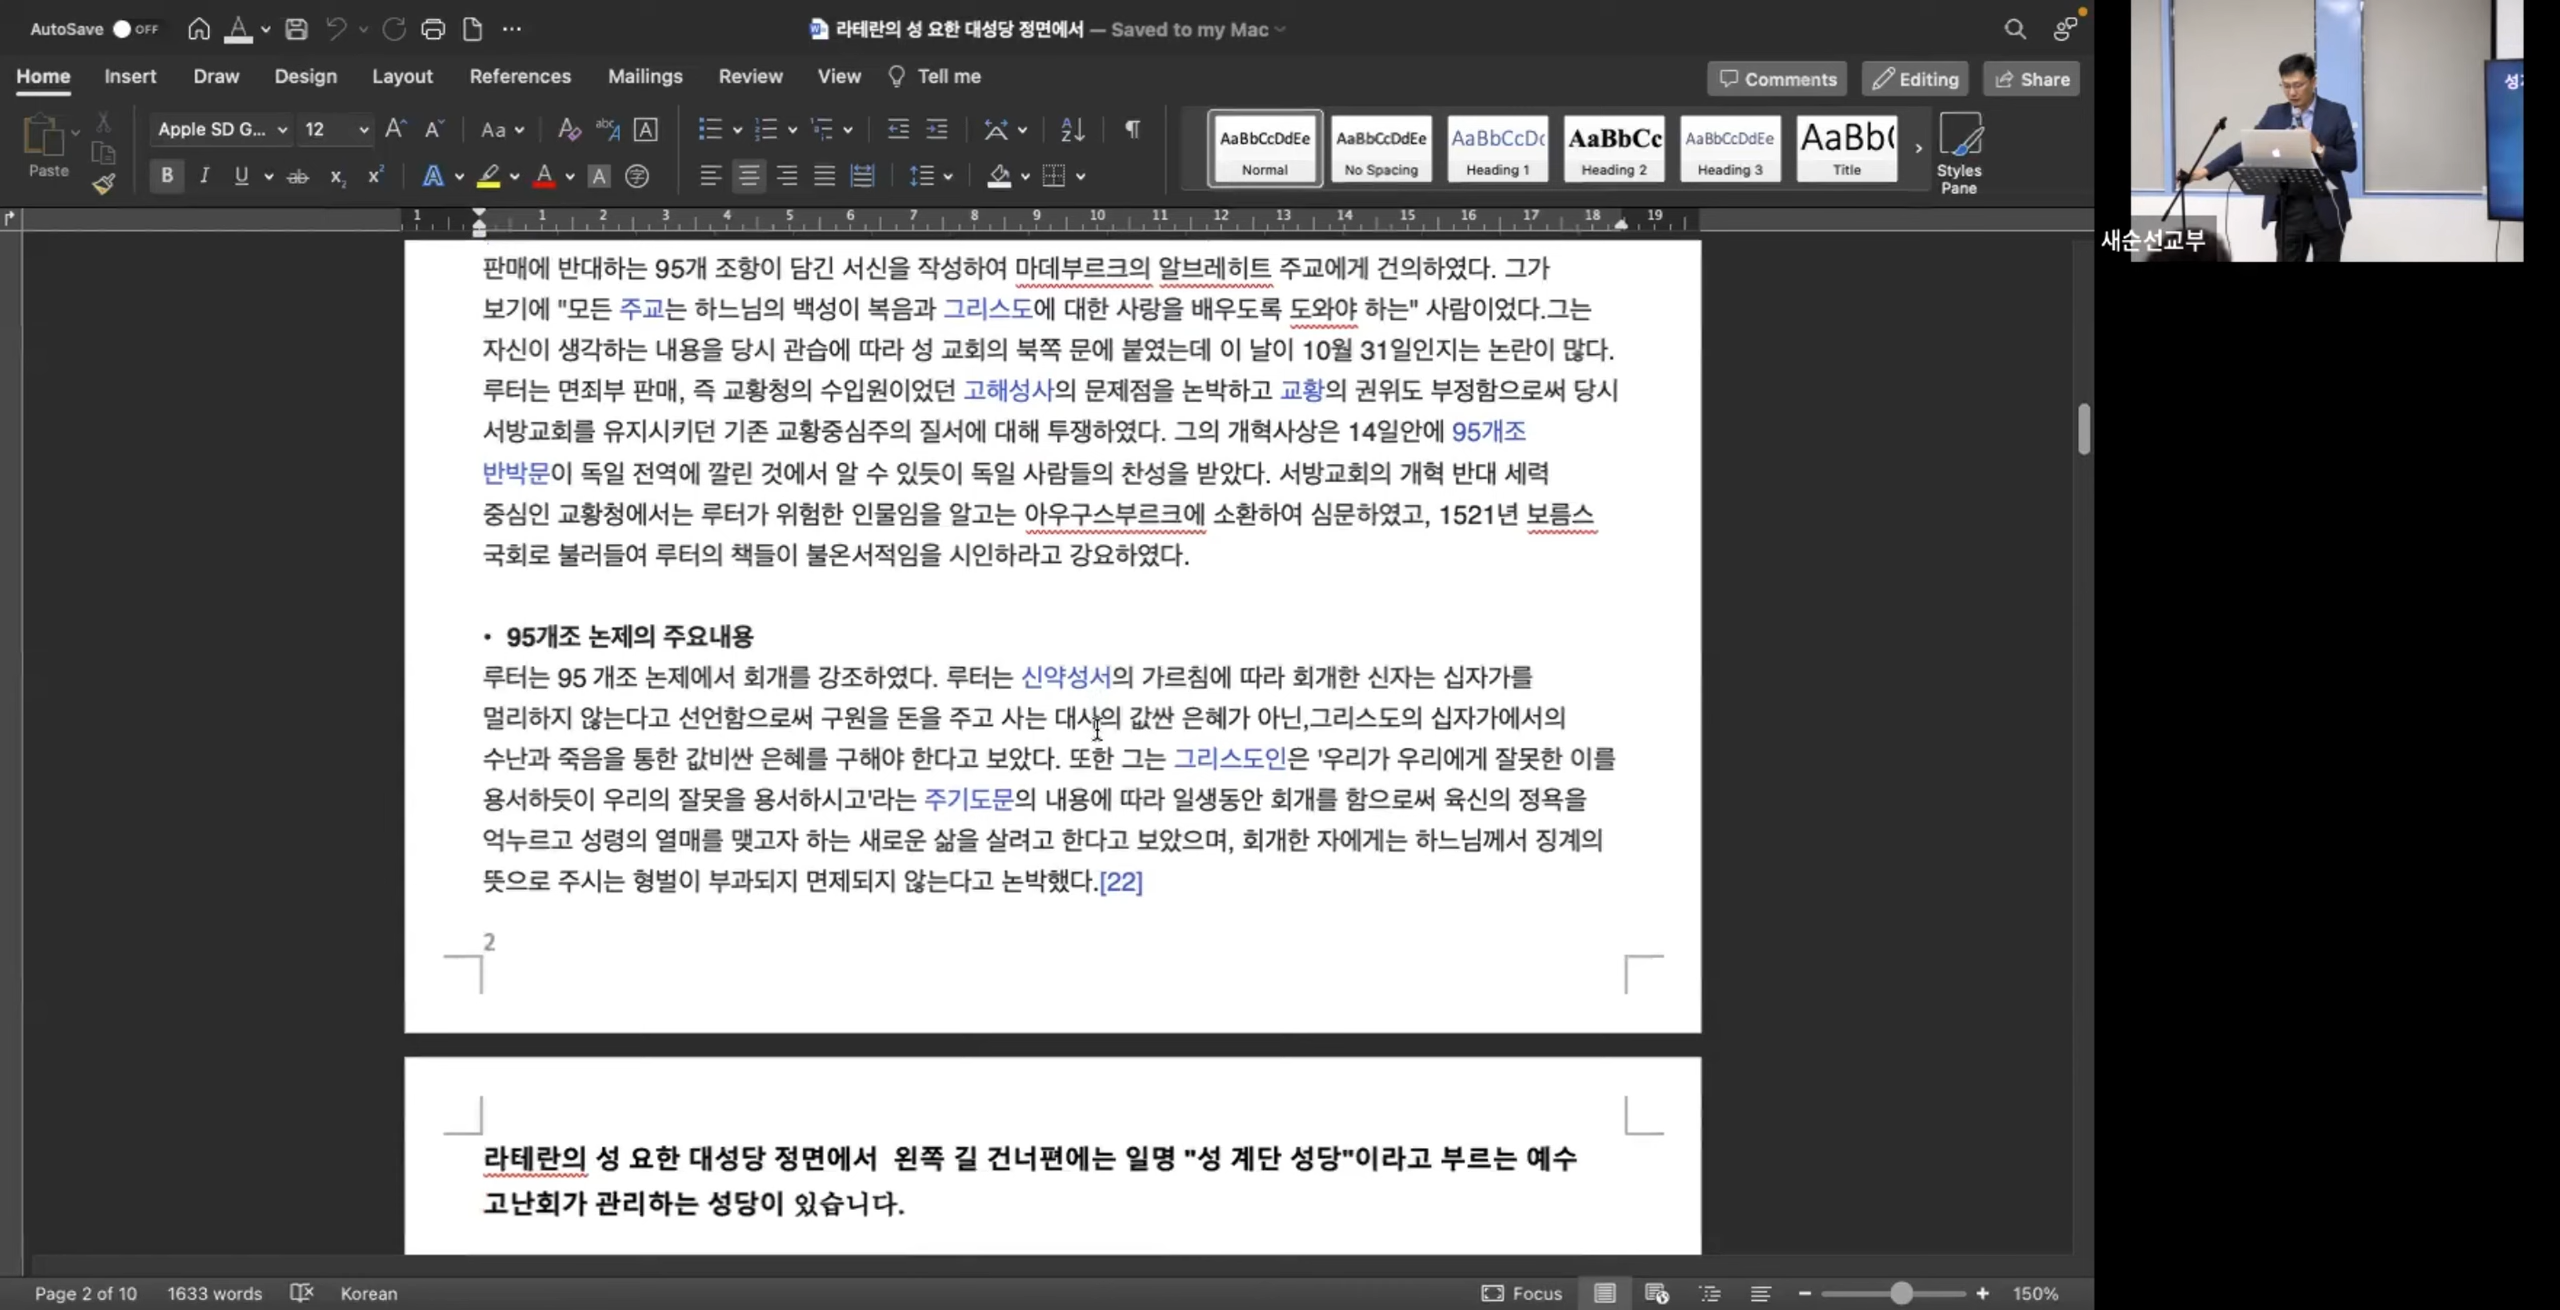 AutoSave OFF
라테란의 성 요한 대성당 정면에서 — Saved to my Mac
Home Insert Draw Design Layout References Mailings Review View Tell me
Comments Editing Share
Paste
Apple SD G... 12
AaBbCcDdEe AaBbCcDdEe AaBbCcDc AaBbCc AaBbCcDdEe AaBb(
Normal No Spacing Heading 1 Heading 2 Heading 3 Title
Styles
Pane
1 1 2 3 4 5 6 7 8 9 10 11 12 13 14 15 16 17 18 19
판매에 반대하는 95개 조항이 담긴 서신을 작성하여 마데부르크의 알브레히트 주교에게 건의하였다. 그가
보기에 "모든 주교는 하느님의 백성이 복음과 그리스도에 대한 사랑을 배우도록 도와야 하는" 사람이었다.그는
자신이 생각하는 내용을 당시 관습에 따라 성 교회의 북쪽 문에 붙였는데 이 날이 10월 31일인지는 논란이 많다.
루터는 면죄부 판매, 즉 교황청의 수입원이었던 고해성사의 문제점을 논박하고 교황의 권위도 부정함으로써 당시
서방교회를 유지시키던 기존 교황중심주의 질서에 대해 투쟁하였다. 그의 개혁사상은 14일안에 95개조
반박문이 독일 전역에 깔린 것에서 알 수 있듯이 독일 사람들의 찬성을 받았다. 서방교회의 개혁 반대 세력
중심인 교황청에서는 루터가 위험한 인물임을 알고는 아우구스부르크에 소환하여 심문하였고, 1521년 보름스
국회로 불러들여 루터의 책들이 불온서적임을 시인하라고 강요하였다.
• 95개조 논제의 주요내용
루터는 95 개조 논제에서 회개를 강조하였다. 루터는 신약성서의 가르침에 따라 회개한 신자는 십자가를
멀리하지 않는다고 선언함으로써 구원을 돈을 주고 사는 대사의 값싼 은혜가 아닌,그리스도의 십자가에서의
수난과 죽음을 통한 값비싼 은혜를 구해야 한다고 보았다. 또한 그는 그리스도인은 '우리가 우리에게 잘못한 이를
용서하듯이 우리의 잘못을 용서하시고'라는 주기도문의 내용에 따라 일생동안 회개를 함으로써 육신의 정욕을
억누르고 성령의 열매를 맺고자 하는 새로운 삶을 살려고 한다고 보았으며, 회개한 자에게는 하느님께서 징계의
뜻으로 주시는 형벌이 부과되지 면제되지 않는다고 논박했다.[22]
2
라테란의 성 요한 대성당 정면에서 왼쪽 길 건너편에는 일명 "성 계단 성당"이라고 부르는 예수
고난회가 관리하는 성당이 있습니다.
Page 2 of 10 1633 words Korean Focus 150%
새순선교부